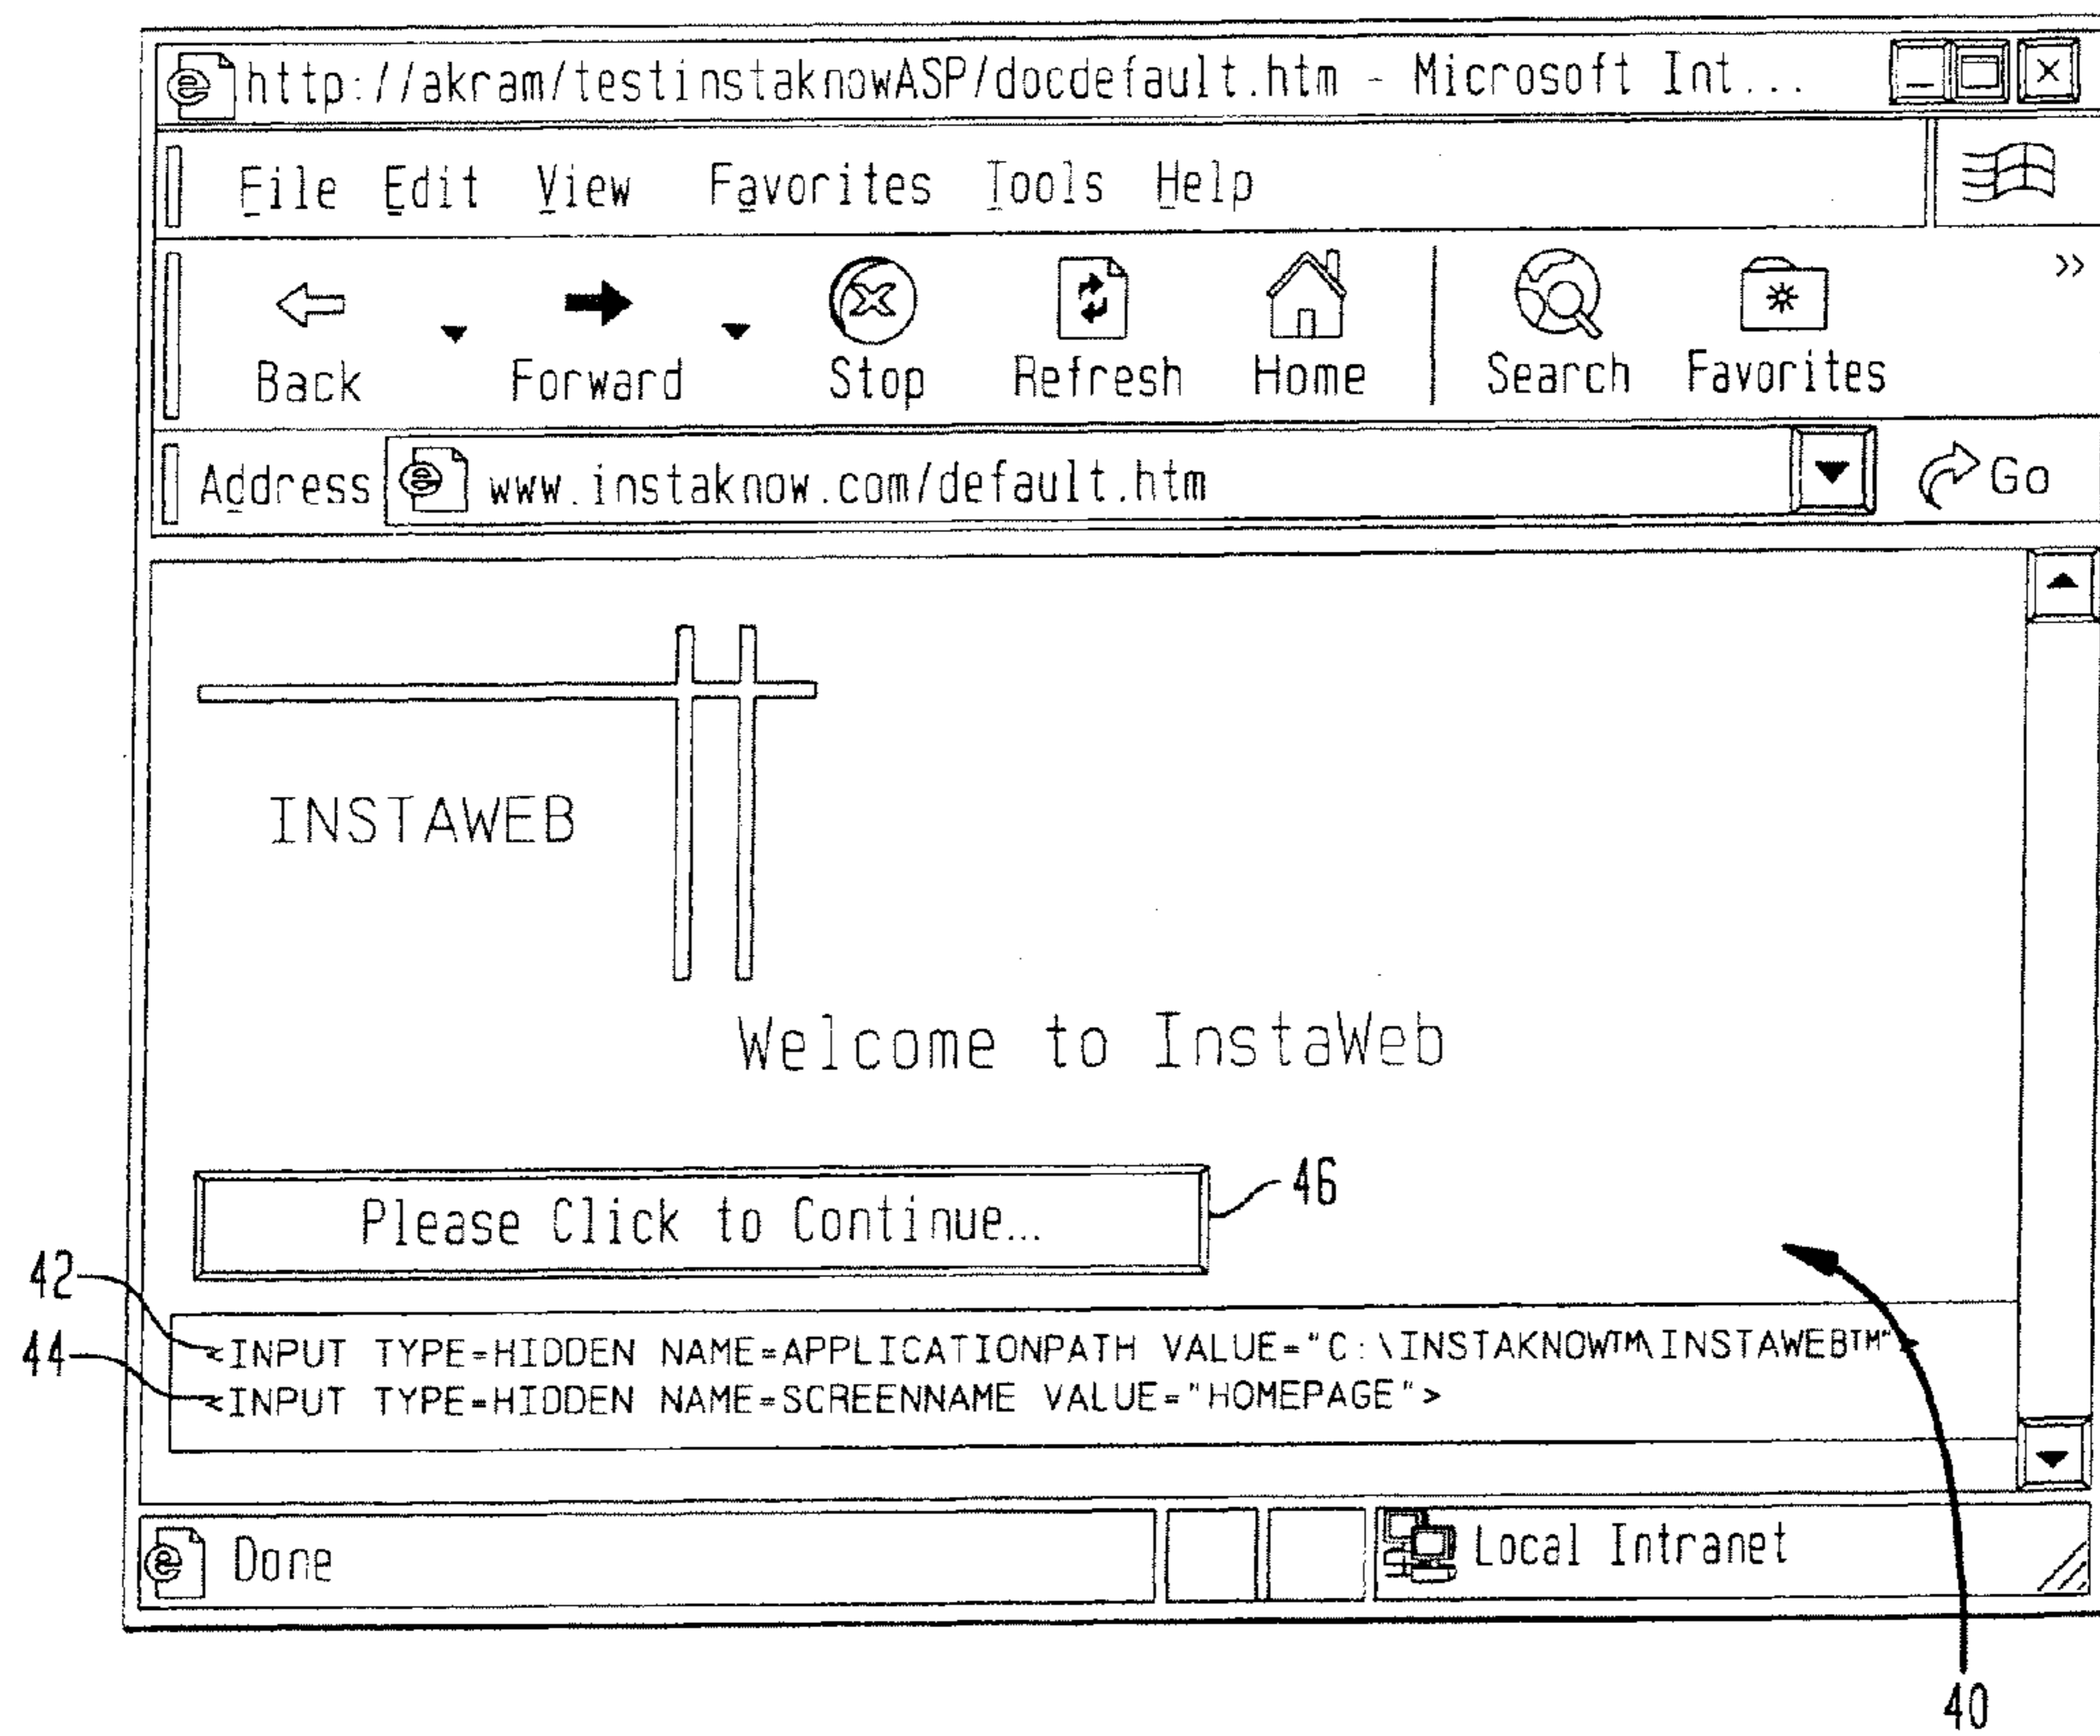 http://akram/testinstaknowASP/docdefault.htm - Microsoft Int...
File Edit View Favorites Tools Help
>>
Back Forward Stop Refresh Home Search Favorites
Address www.instaknow.com/default.htm Go
INSTAWEB
Welcome to InstaWeb
Please Click to Continue...
46
42
<INPUT TYPE=HIDDEN NAME=APPLICATIONPATH VALUE="C:\INSTAKNOW™\INSTAWEB™">
44
<INPUT TYPE=HIDDEN NAME=SCREENNAME VALUE="HOMEPAGE">
Done Local Intranet
40